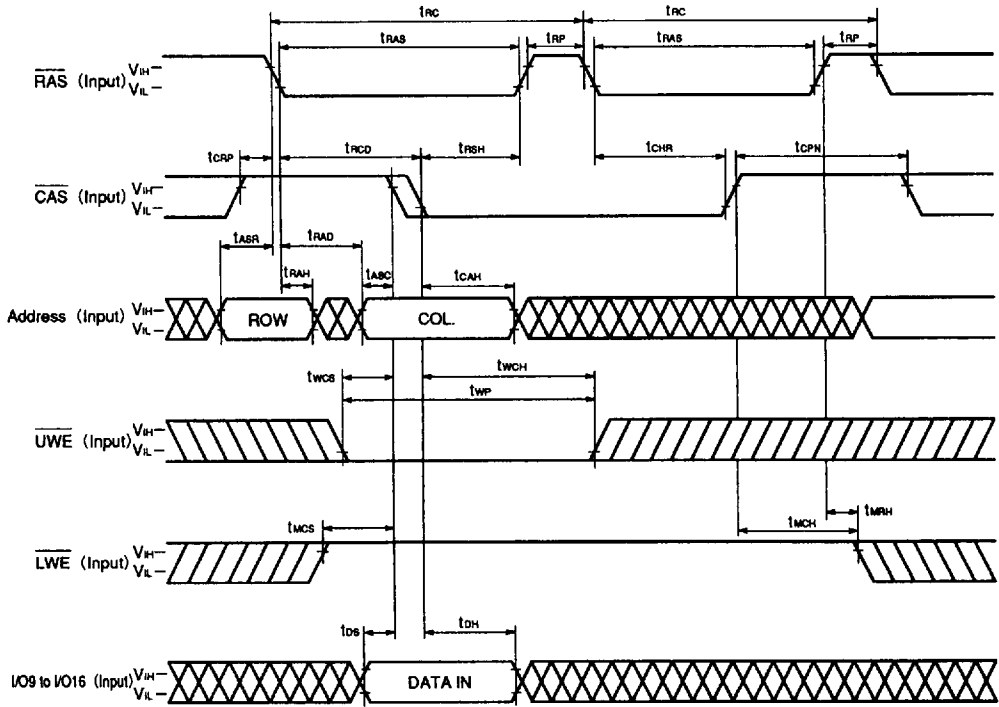 tRC tRC
tRAS tRP tRAS tRP
RAS (Input) VIH
VIL
tCRP tRCD tRSH tCHR tCPN
CAS (Input) VIH
VIL
tASR tRAD
tRAH tASC tCAH
Address (Input) VIH
VIL
ROW COL.
tWCS tWCH
tWP
UWE (Input) VIH
VIL
tMCS tMCH tMRH
LWE (Input) VIH
VIL
tDS tDH
I/O9 to I/O16 (Input) VIH
VIL
DATA IN